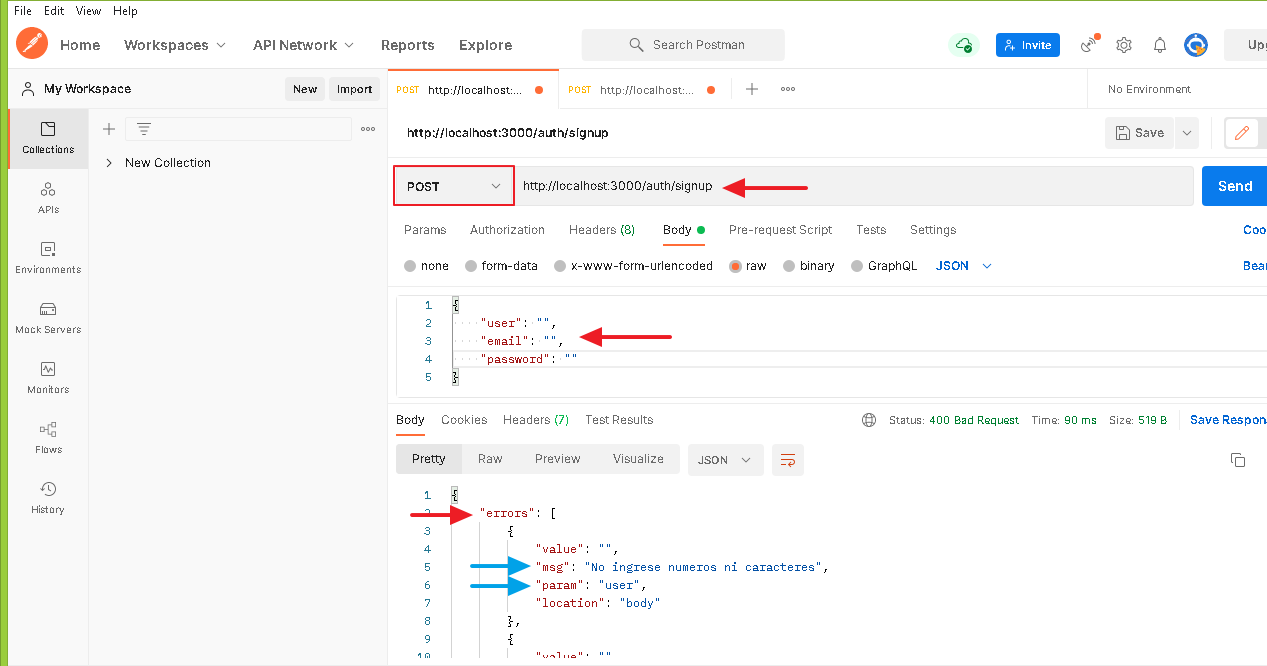 File Edit View Help
Home Workspaces API Network Reports Explore Search Postman Invite Upg
My Workspace New Import POST http://localhost:... POST http://localhost:... No Environment
Collections
New Collection
APIs
Environments
Mock Servers
Monitors
Flows
History
http://localhost:3000/auth/signup Save
POST http://localhost:3000/auth/signup Send
Params Authorization Headers (8) Body Pre-request Script Tests Settings Coo
none form-data x-www-form-urlencoded raw binary GraphQL JSON Beau
1 {
2 "user": "",
3 "email": "",
4 "password": ""
5 }
Body Cookies Headers (7) Test Results Status: 400 Bad Request Time: 90 ms Size: 519 B Save Respon
Pretty Raw Preview Visualize JSON
1 {
2 "errors": [
3 {
4 "value": "",
5 "msg": "No ingrese numeros ni caracteres",
6 "param": "user",
7 "location": "body"
8 },
9 {
10 "value": ""